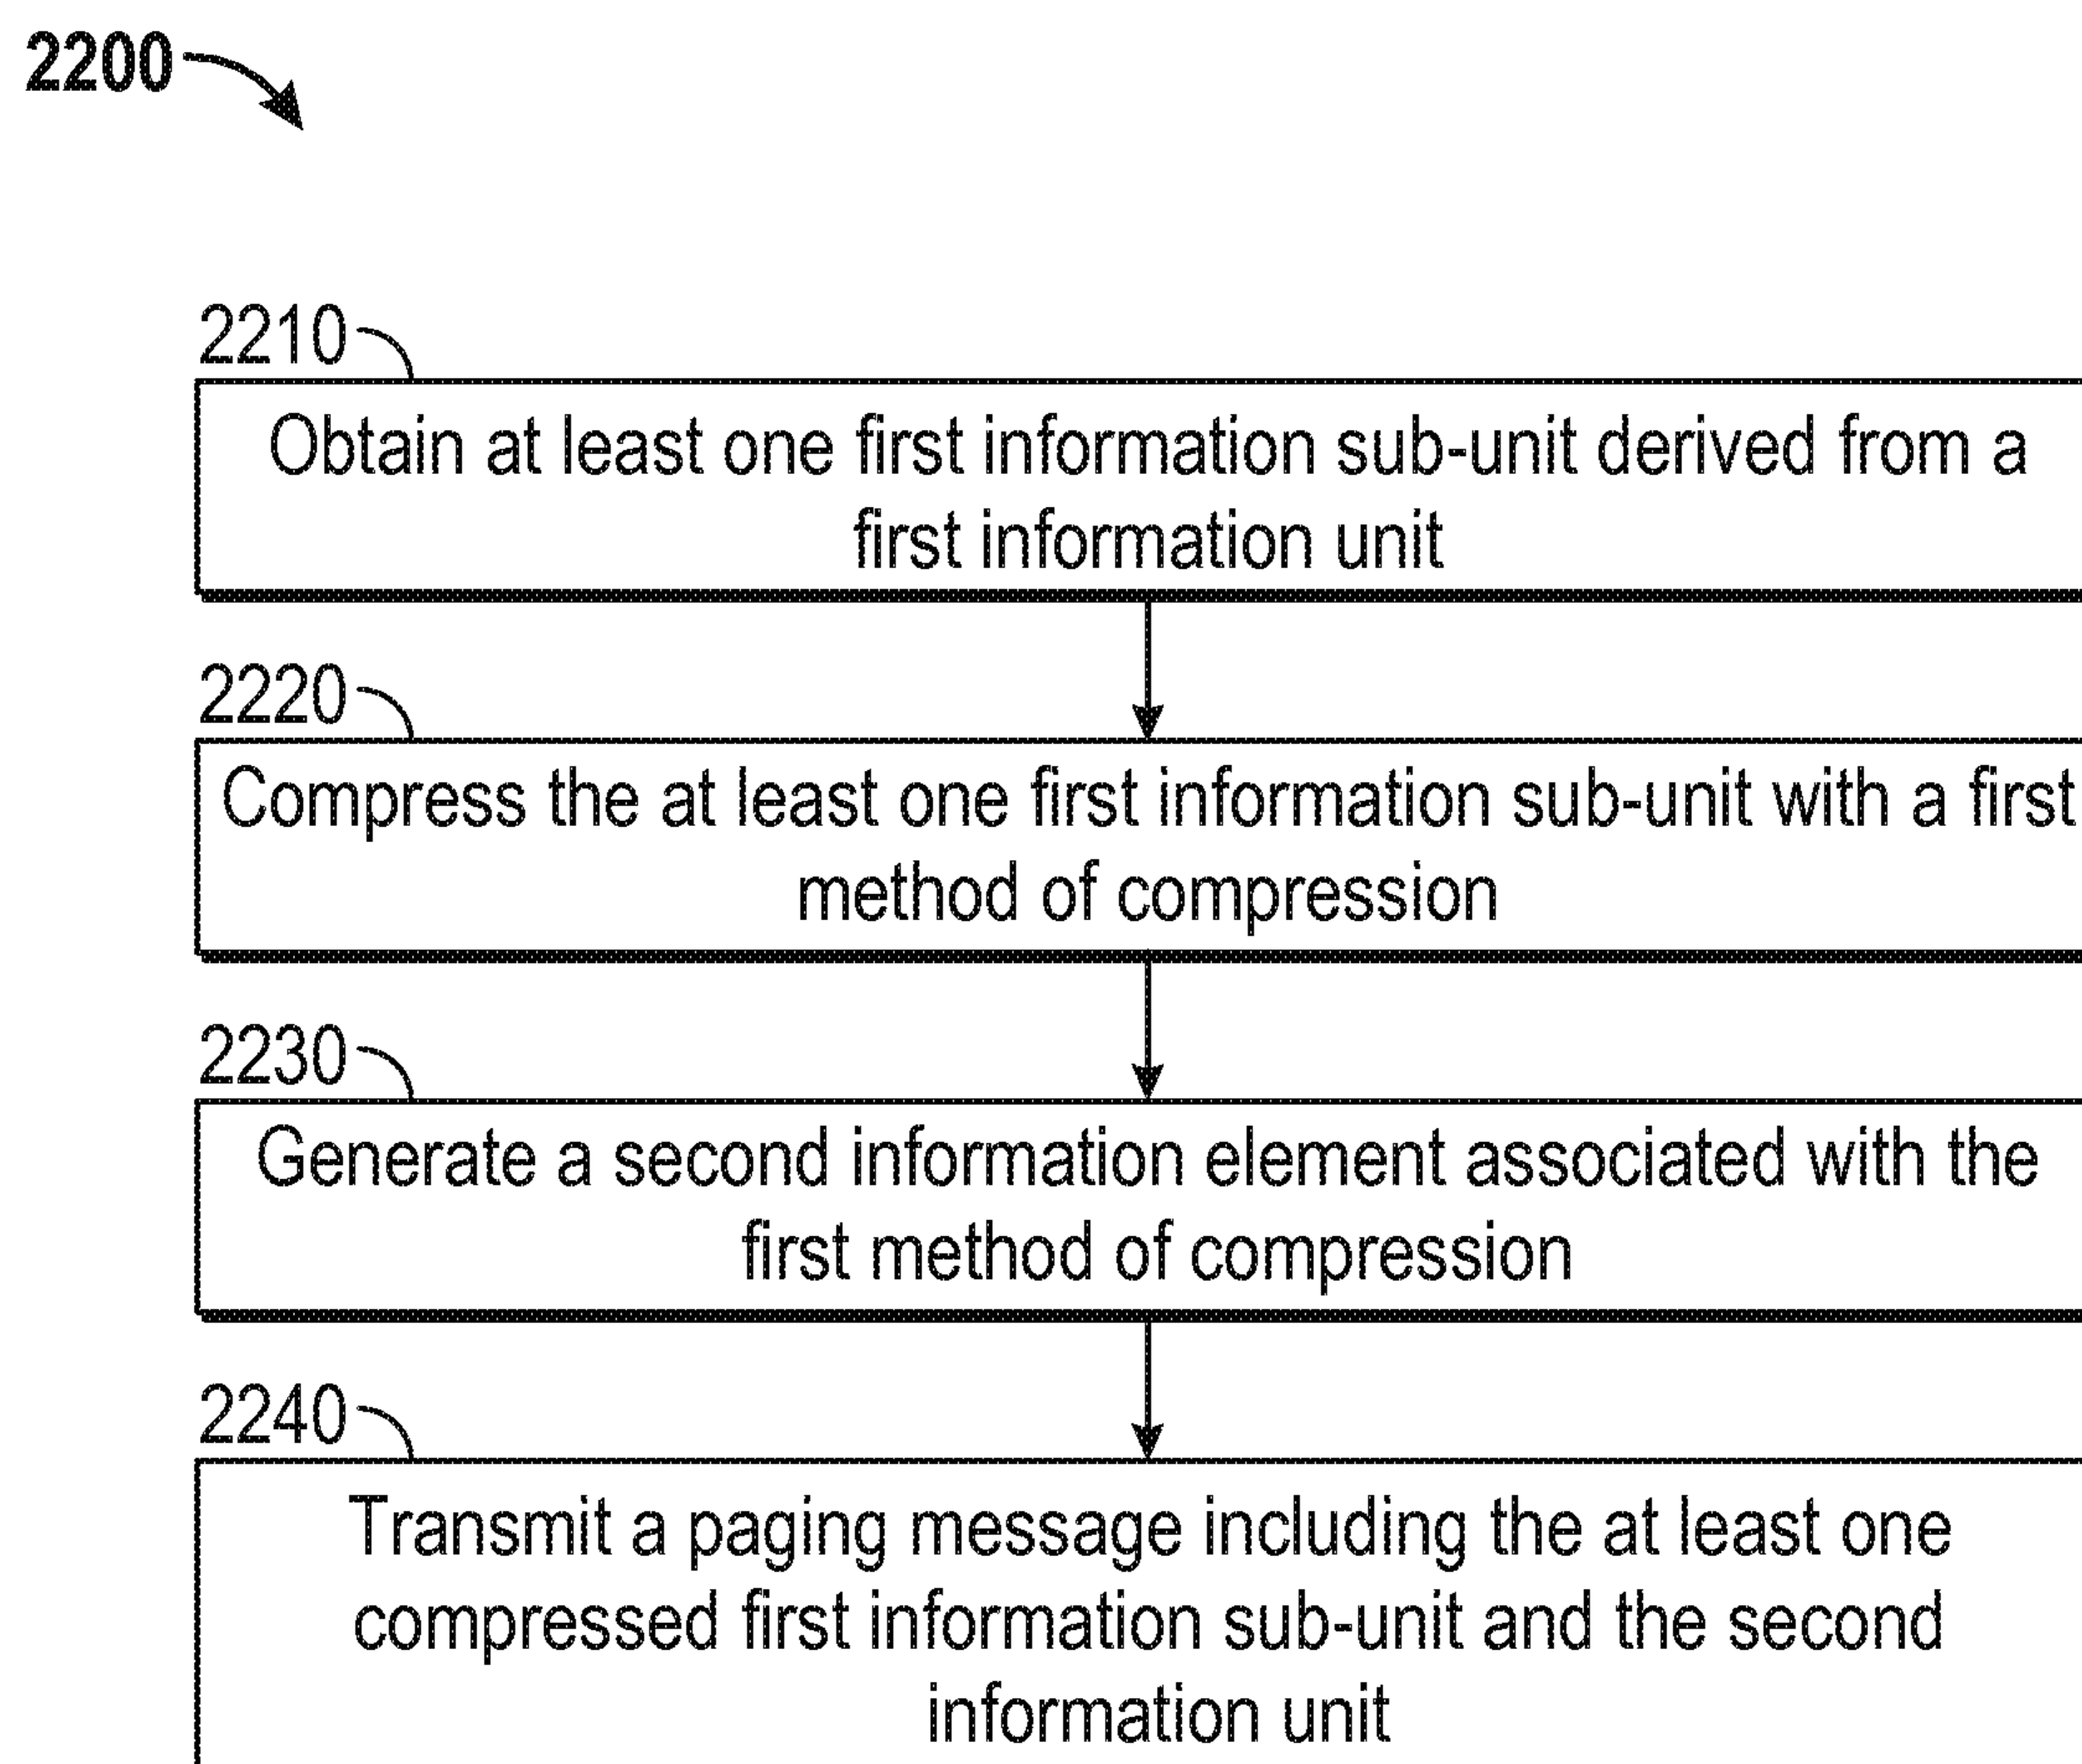 2200
2210
Obtain at least one first information sub-unit derived from a
first information unit
2220
Compress the at least one first information sub-unit with a first
method of compression
2230
Generate a second information element associated with the
first method of compression
2240
Transmit a paging message including the at least one
compressed first information sub-unit and the second
information unit